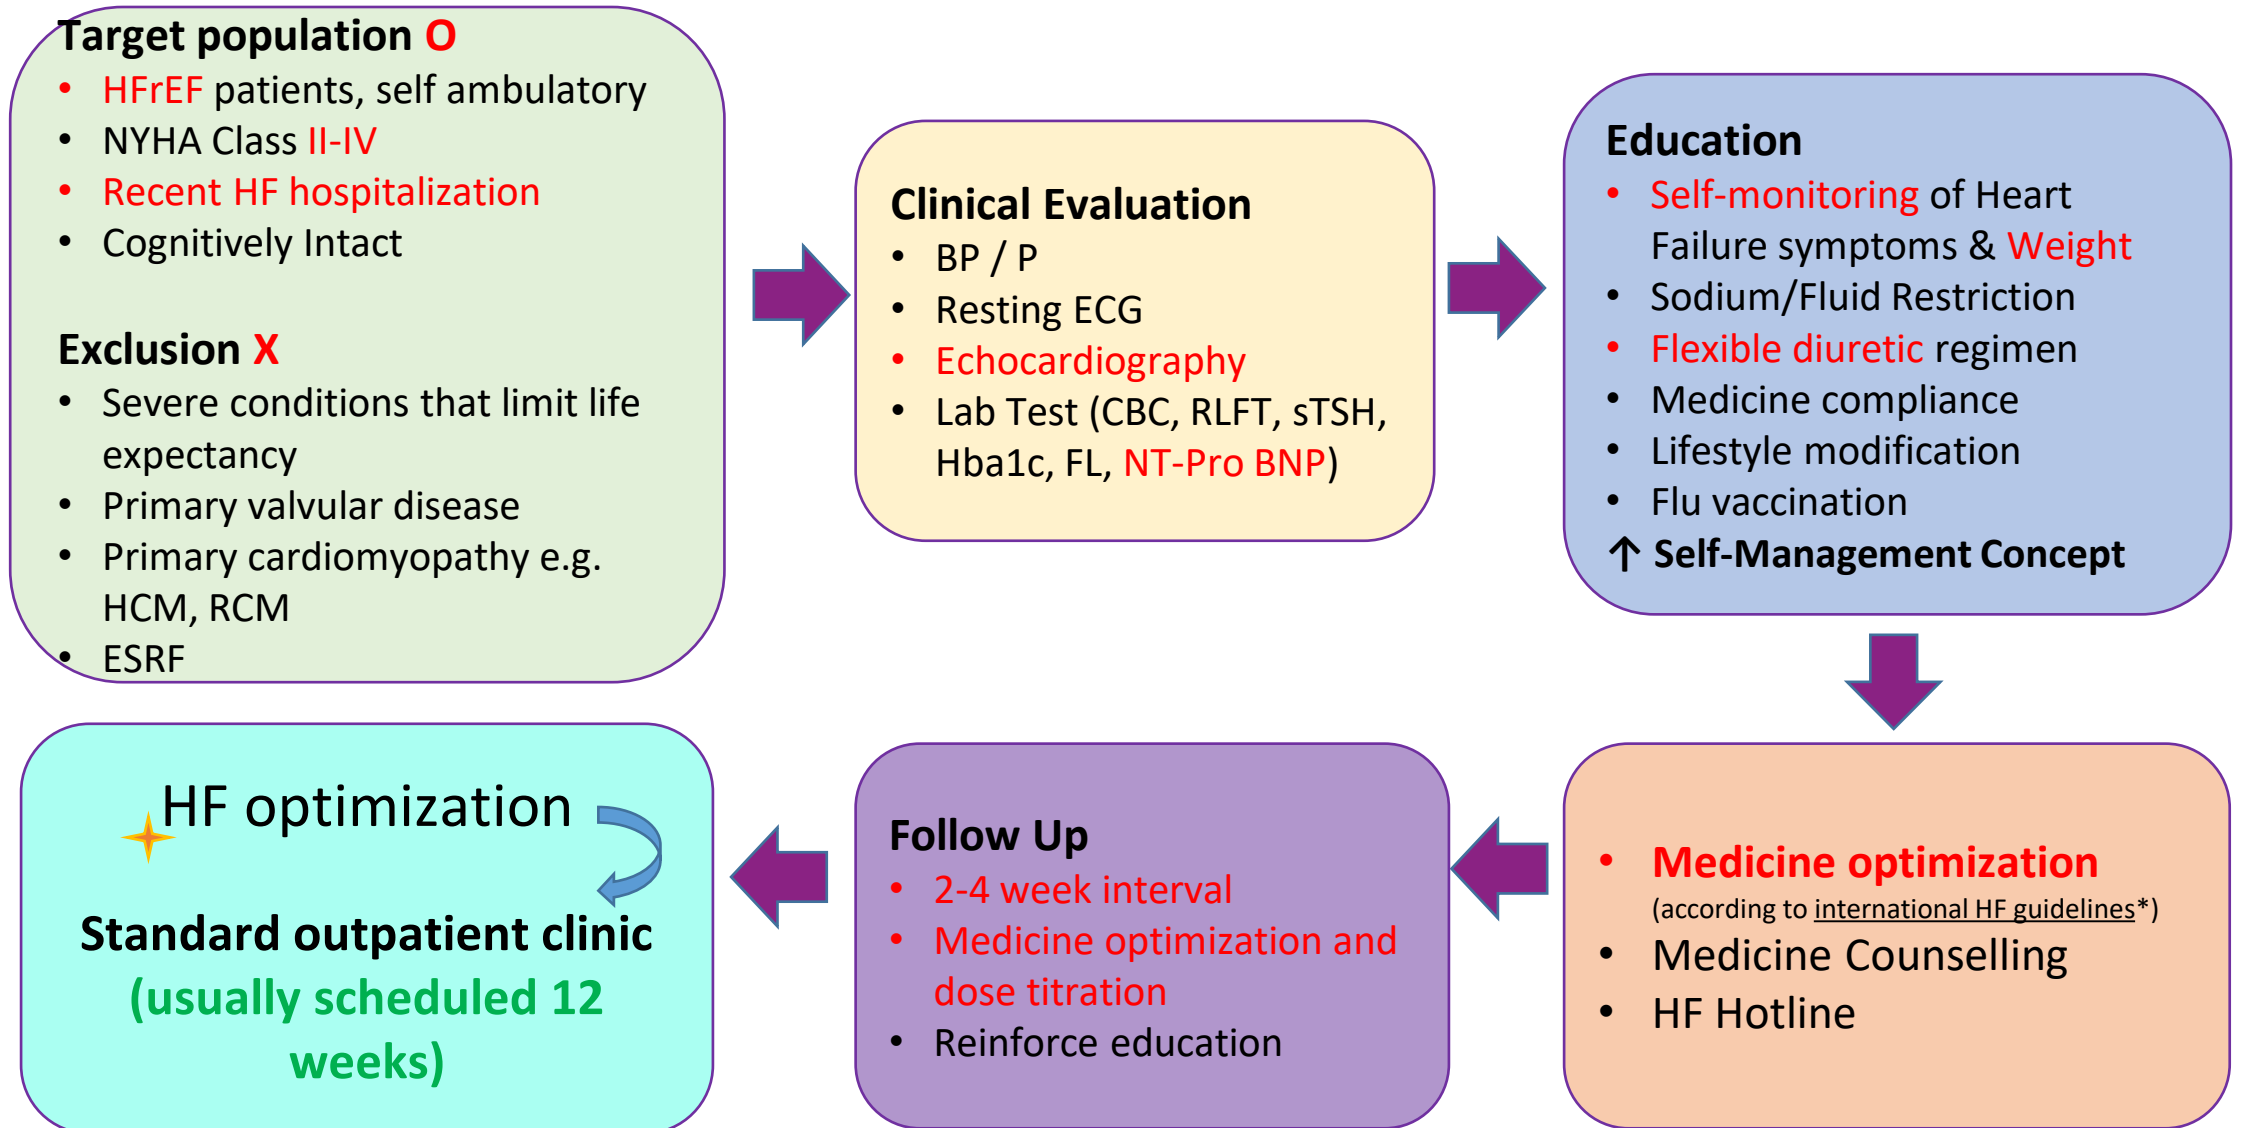 Target population O
• HFrEF patients, self ambulatory
• NYHA Class II-IV
• Recent HF hospitalization
• Cognitively Intact
Exclusion X
• Severe conditions that limit life
expectancy
• Primary valvular disease
• Primary cardiomyopathy e.g.
HCM, RCM
• ESRF
Clinical Evaluation
• BP / P
• Resting ECG
• Echocardiography
• Lab Test (CBC, RLFT, sTSH,
Hba1c, FL, NT-Pro BNP)
Education
• Self-monitoring of Heart
Failure symptoms & Weight
• Sodium/Fluid Restriction
• Flexible diuretic regimen
• Medicine compliance
• Lifestyle modification
• Flu vaccination
↑ Self-Management Concept
• Medicine optimization
(according to international HF guidelines*)
• Medicine Counselling
• HF Hotline
Follow Up
• 2-4 week interval
• Medicine optimization and
dose titration
• Reinforce education
HF optimization
Standard outpatient clinic
(usually scheduled 12
weeks)